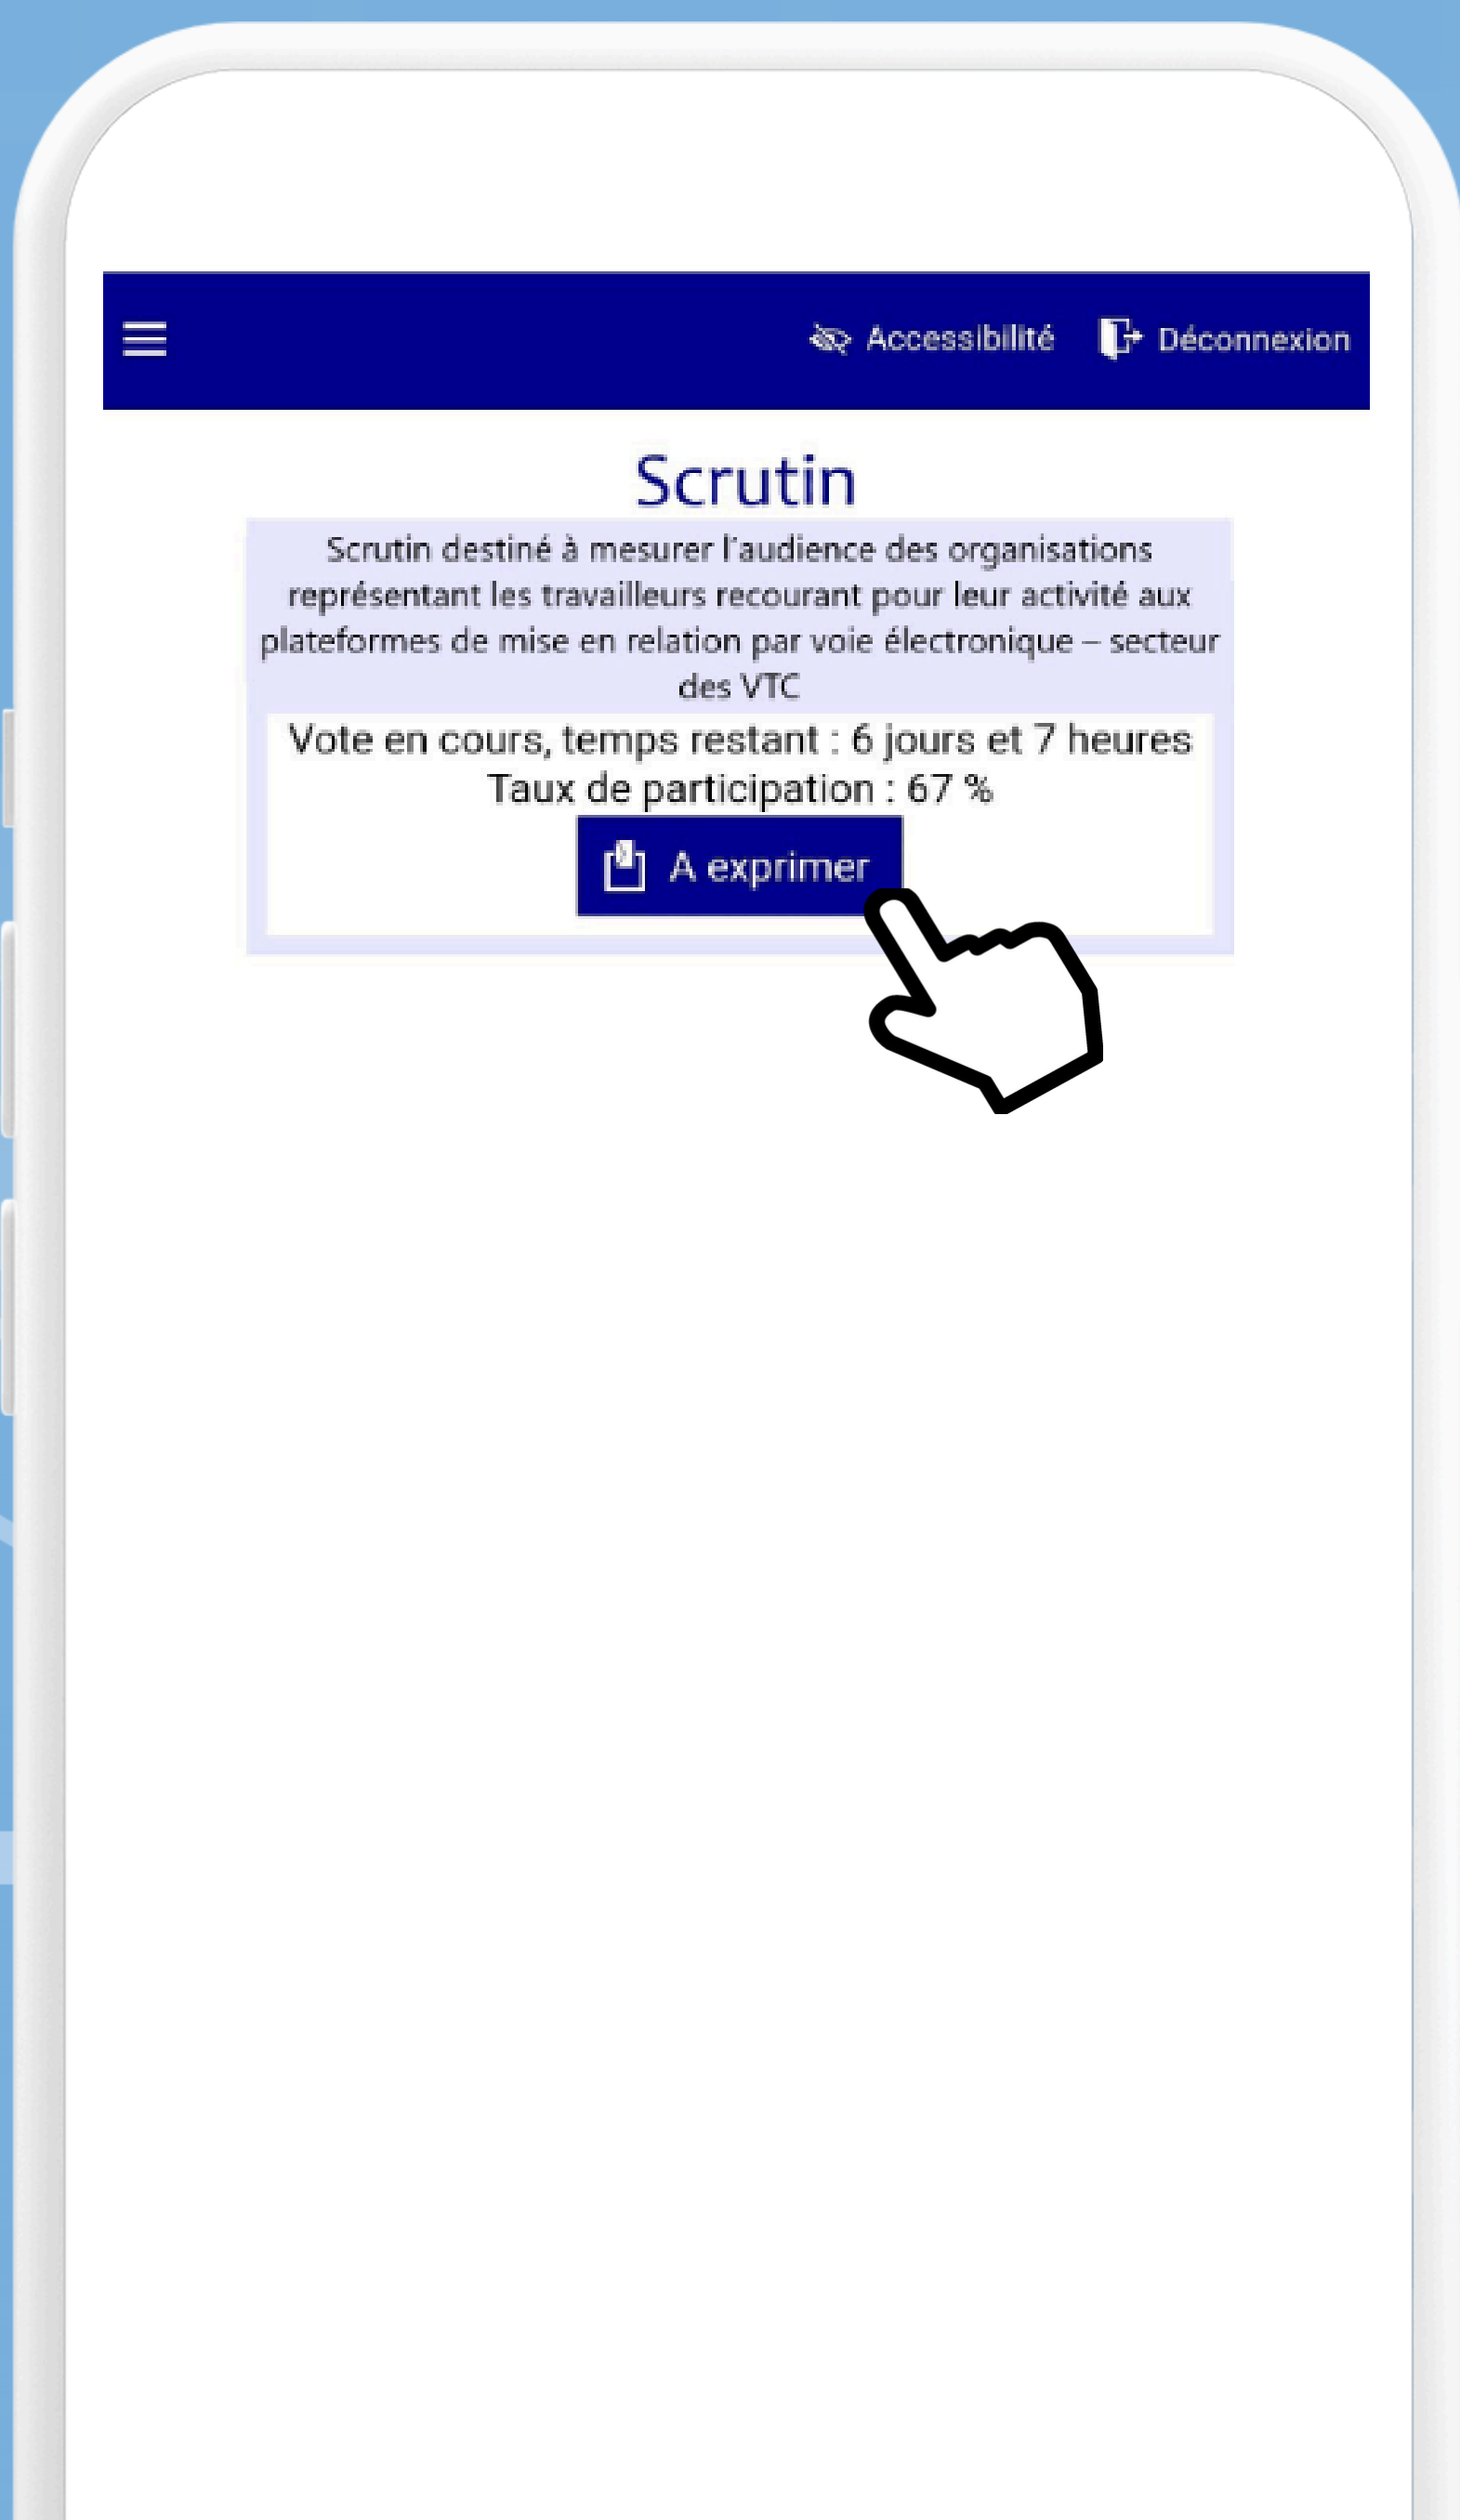 Accessibilité Déconnexion
Scrutin
Scrutin destiné à mesurer l'audience des organisations
représentant les travailleurs recourant pour leur activité aux
plateformes de mise en relation par voie électronique – secteur
des VTC
Vote en cours, temps restant : 6 jours et 7 heures
Taux de participation : 67 %
A exprimer